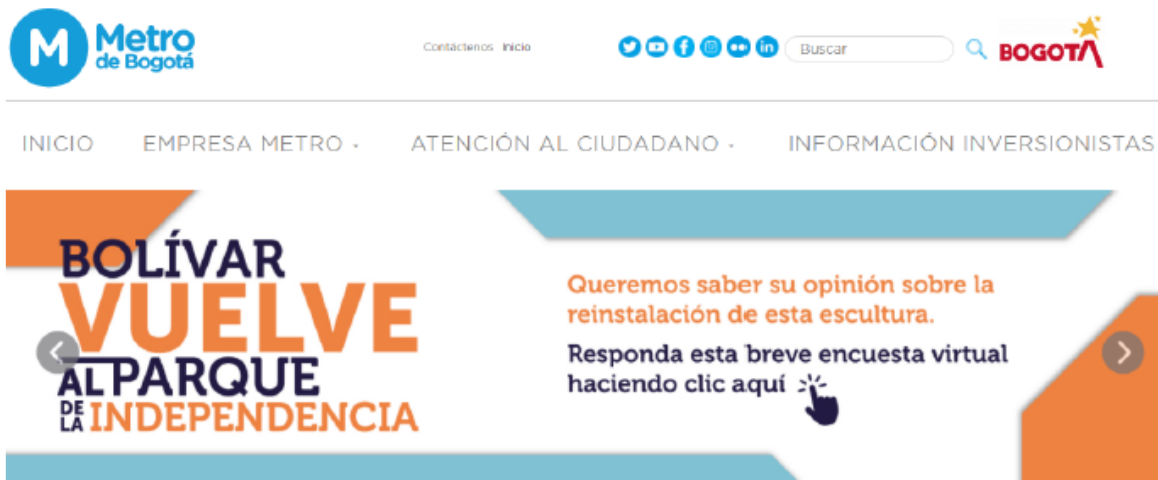 Metro
de Bogotá
Contáctenos Inicio
Buscar
BOGOTÁ
INICIO EMPRESA METRO ATENCIÓN AL CIUDADANO INFORMACIÓN INVERSIONISTAS
BOLÍVAR
VUELVE
AL PARQUE
DE LA INDEPENDENCIA
Queremos saber su opinión sobre la
reinstalación de esta escultura.
Responda esta breve encuesta virtual
haciendo clic aquí